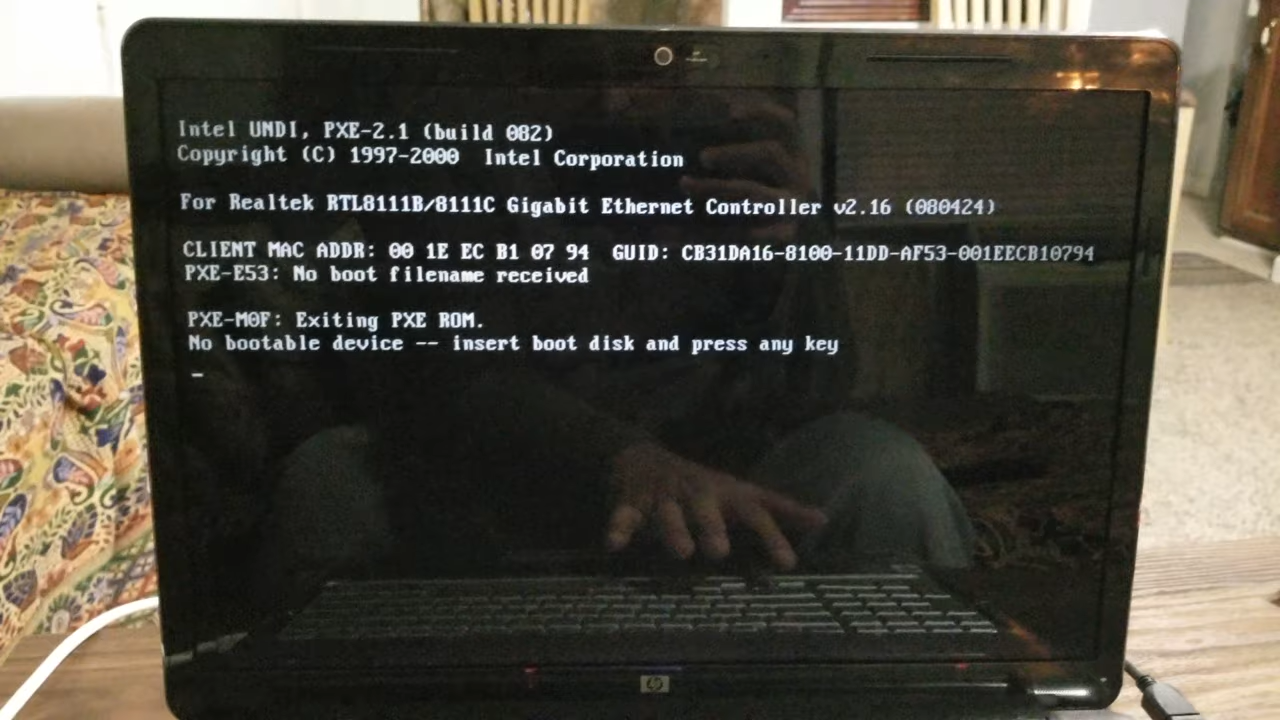 Intel UNDI, PXE-2.1 (build 082)
Copyright (C) 1997-2000 Intel Corporation
For Realtek RTL8111B/8111C Gigabit Ethernet Controller v2.16 (080424)
CLIENT MAC ADDR: 00 1E EC B1 07 94 GUID: CB31DA16-8100-11DD-AF53-001EECB10794
PXE-E53: No boot filename received
PXE-M0F: Exiting PXE ROM.
No bootable device -- insert boot disk and press any key
hp